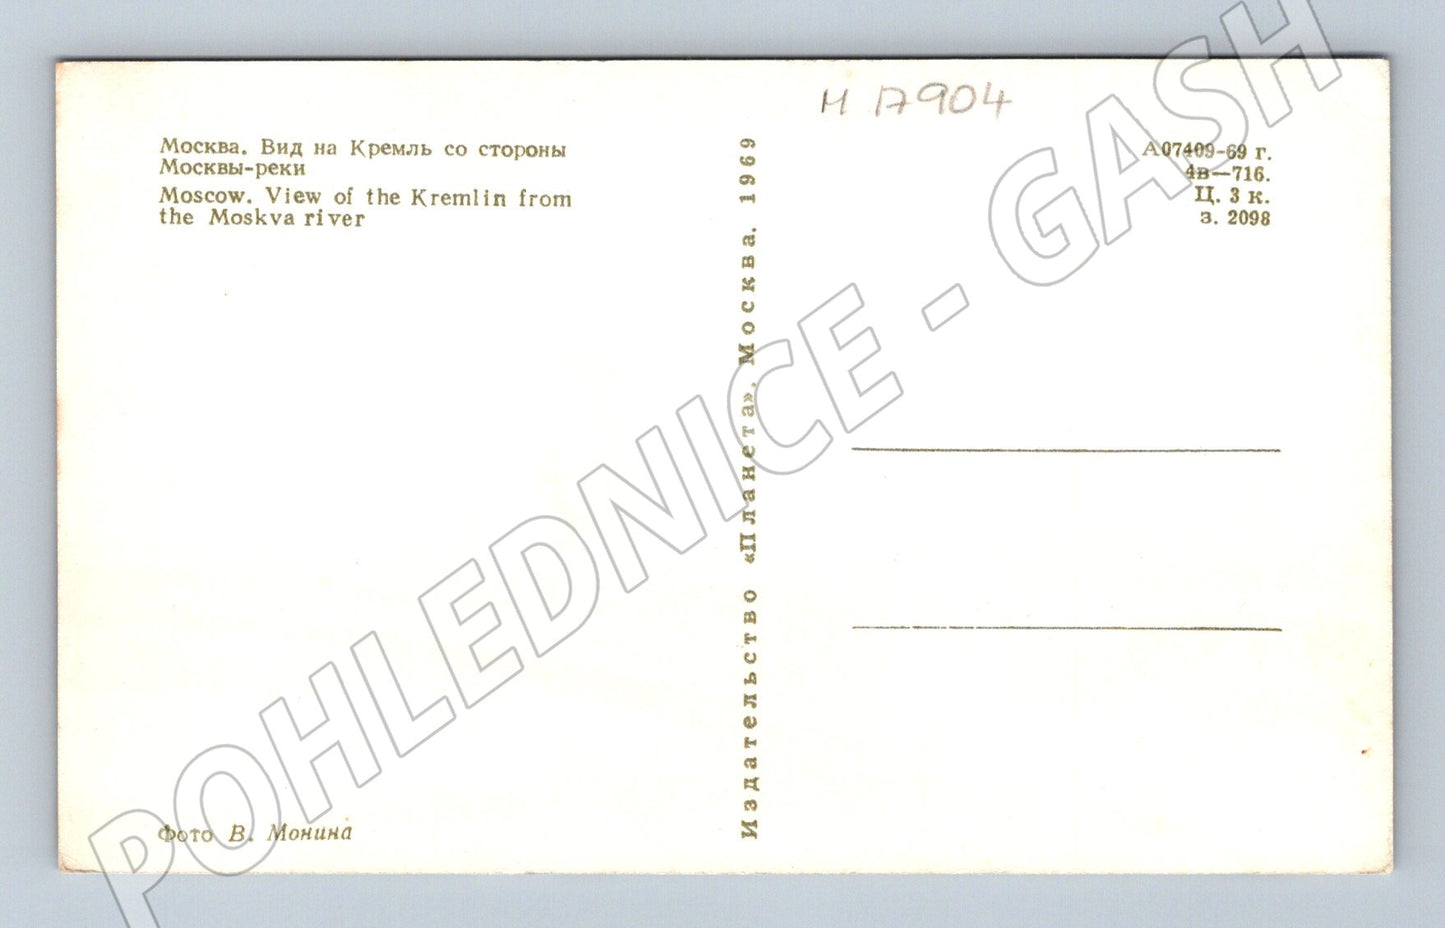 М 17904
Москва. Вид на Кремль со стороны
Москвы-реки
Moscow. View of the Kremlin from
the Moskva river
Фото В. Монина
Издательство «Планета». Москва. 1969
А07409-69 г.
4в—716.
Ц. 3 к.
з. 2098
POHLEDNICE - GASH